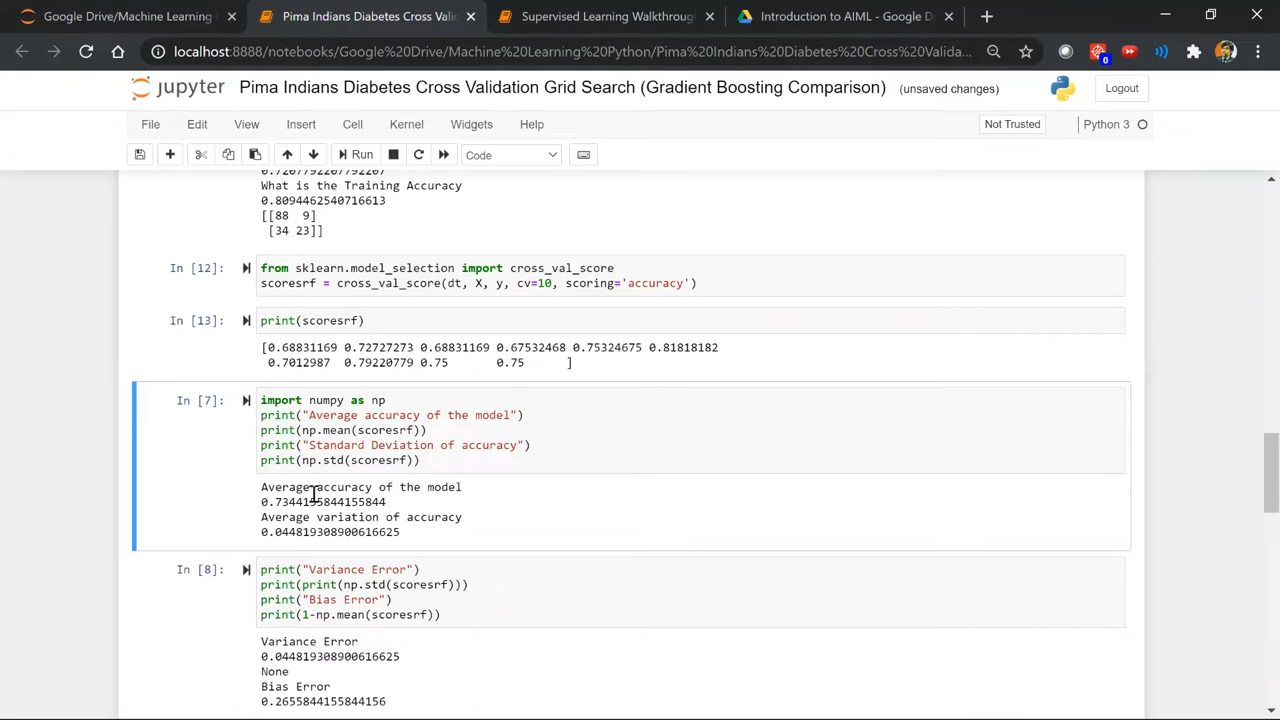 Google Drive/Machine Learning
Pima Indians Diabetes Cross Vali
Supervised Learning Walkthroug
Introduction to AIML - Google D
localhost:8888/notebooks/Google%20Drive/Machine%20Learning%20Python/Pima%20Indians%20Diabetes%20Cross%20Valida...
0
jupyter Pima Indians Diabetes Cross Validation Grid Search (Gradient Boosting Comparison) (unsaved changes)
Logout
File Edit View Insert Cell Kernel Widgets Help
Not Trusted
Python 3
Run
Code
0.7207792207792207
What is the Training Accuracy
0.8094462540716613
[[88 9]
[34 23]]
In [12]: from sklearn.model_selection import cross_val_score
scoresrf = cross_val_score(dt, X, y, cv=10, scoring='accuracy')
In [13]: print(scoresrf)
[0.68831169 0.72727273 0.68831169 0.67532468 0.75324675 0.81818182
0.7012987 0.79220779 0.75 0.75 ]
In [7]: import numpy as np
print("Average accuracy of the model")
print(np.mean(scoresrf))
print("Standard Deviation of accuracy")
print(np.std(scoresrf))
Average accuracy of the model
0.7344155844155844
Average variation of accuracy
0.044819308900616625
In [8]: print("Variance Error")
print(print(np.std(scoresrf)))
print("Bias Error")
print(1-np.mean(scoresrf))
Variance Error
0.044819308900616625
None
Bias Error
0.2655844155844156